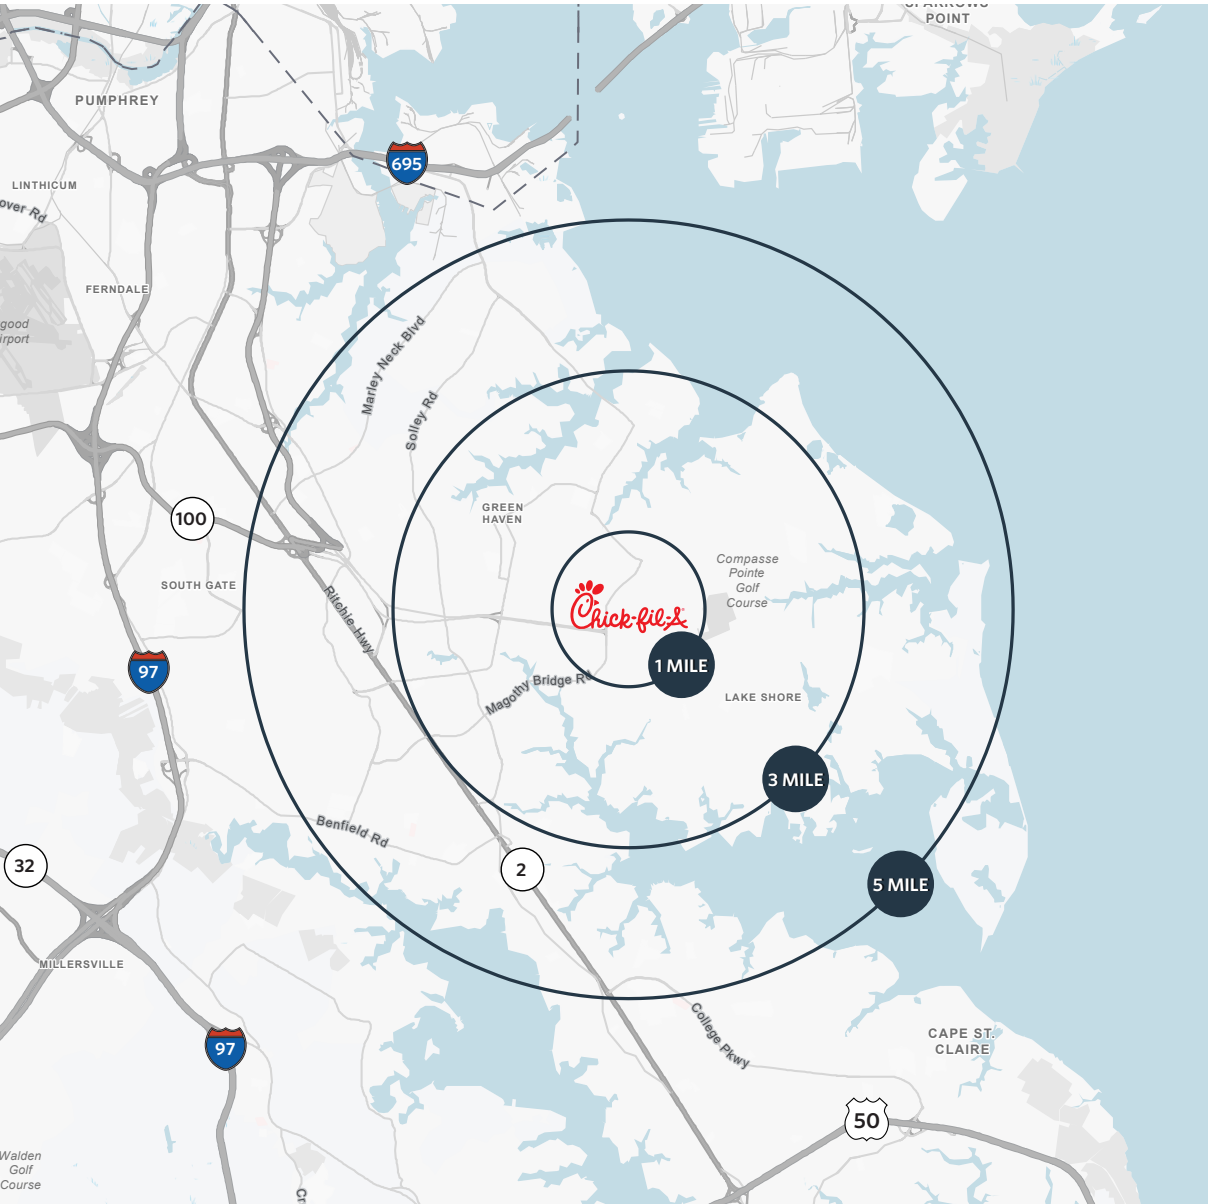 POINT
PUMPHREY
695
LINTHICUM
over Rd
FERNDALE
good
irport
Marley Neck Blvd
Solley Rd
GREEN
HAVEN
100
Compasse
Pointe
Golf
Course
SOUTH GATE
Ritchie Hwy
Chick-fil-A
1 MILE
97
Magothy Bridge Rd
LAKE SHORE
3 MILE
Benfield Rd
32
2
5 MILE
MILLERSVILLE
College Pkwy
CAPE ST.
CLAIRE
97
50
Walden
Golf
Course
Cr